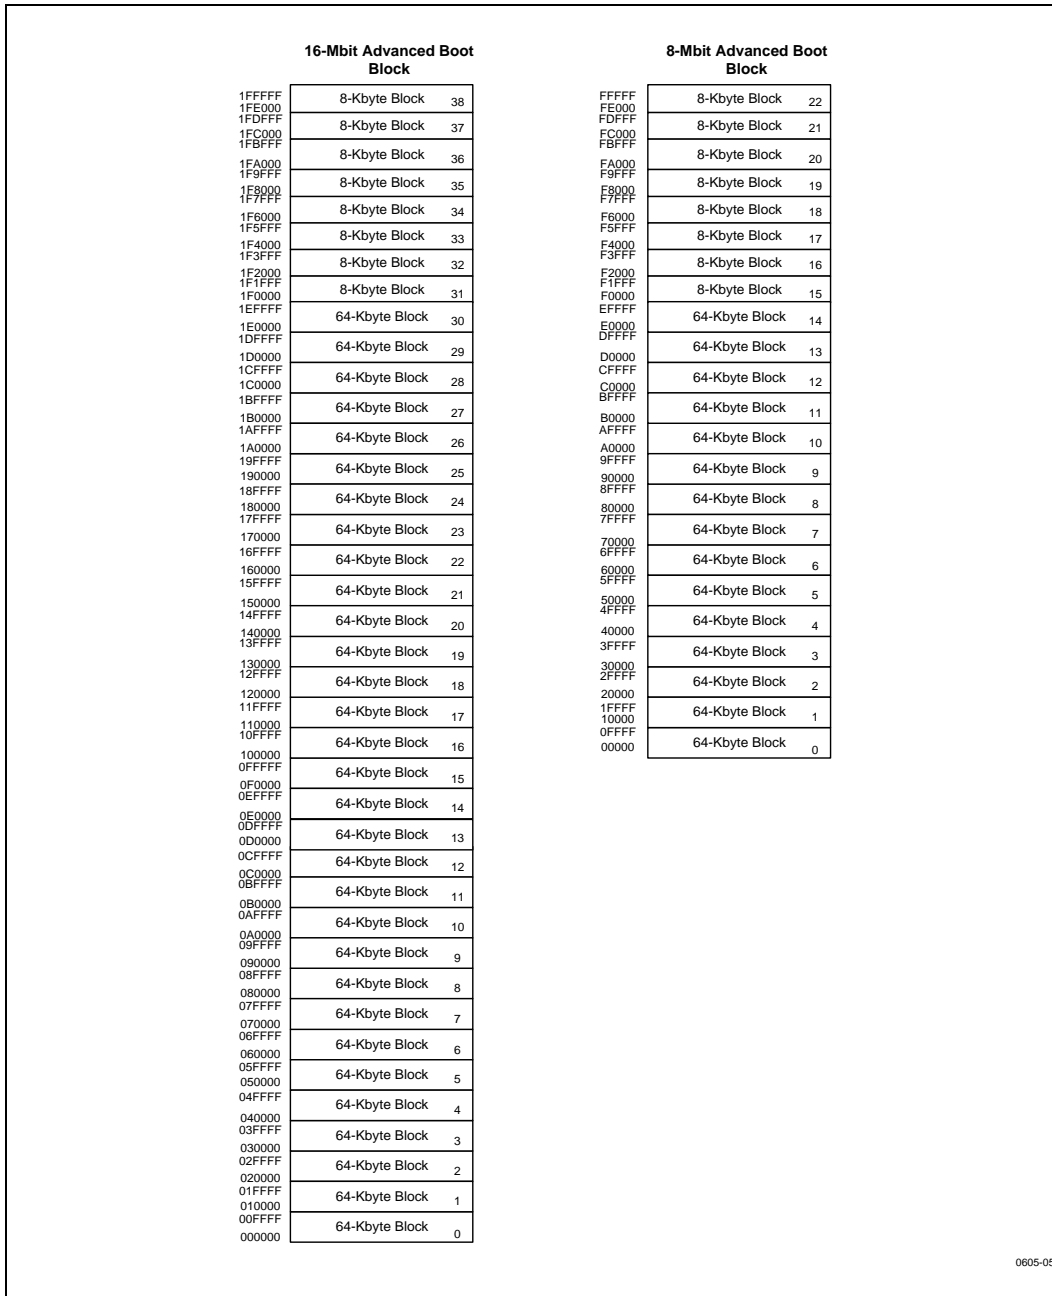 16-Mbit Advanced Boot
Block
1FFFFF
8-Kbyte Block 38
1FE000
1FDFFF
8-Kbyte Block 37
1FC000
1FBFFF
8-Kbyte Block 36
1FA000
1F9FFF
8-Kbyte Block 35
1F8000
1F7FFF
8-Kbyte Block 34
1F6000
1F5FFF
8-Kbyte Block 33
1F4000
1F3FFF
8-Kbyte Block 32
1F2000
1F1FFF
8-Kbyte Block 31
1F0000
1EFFFF
64-Kbyte Block 30
1E0000
1DFFFF
64-Kbyte Block 29
1D0000
1CFFFF
64-Kbyte Block 28
1C0000
1BFFFF
64-Kbyte Block 27
1B0000
1AFFFF
64-Kbyte Block 26
1A0000
19FFFF
64-Kbyte Block 25
190000
18FFFF
64-Kbyte Block 24
180000
17FFFF
64-Kbyte Block 23
170000
16FFFF
64-Kbyte Block 22
160000
15FFFF
64-Kbyte Block 21
150000
14FFFF
64-Kbyte Block 20
140000
13FFFF
64-Kbyte Block 19
130000
12FFFF
64-Kbyte Block 18
120000
11FFFF
64-Kbyte Block 17
110000
10FFFF
64-Kbyte Block 16
100000
0FFFFF
64-Kbyte Block 15
0F0000
0EFFFF
64-Kbyte Block 14
0E0000
0DFFFF
64-Kbyte Block 13
0D0000
0CFFFF
64-Kbyte Block 12
0C0000
0BFFFF
64-Kbyte Block 11
0B0000
0AFFFF
64-Kbyte Block 10
0A0000
09FFFF
64-Kbyte Block 9
090000
08FFFF
64-Kbyte Block 8
080000
07FFFF
64-Kbyte Block 7
070000
06FFFF
64-Kbyte Block 6
060000
05FFFF
64-Kbyte Block 5
050000
04FFFF
64-Kbyte Block 4
040000
03FFFF
64-Kbyte Block 3
030000
02FFFF
64-Kbyte Block 2
020000
01FFFF
64-Kbyte Block 1
010000
00FFFF
64-Kbyte Block 0
000000
8-Mbit Advanced Boot
Block
FFFFF
8-Kbyte Block 22
FE000
FDFFF
8-Kbyte Block 21
FC000
FBFFF
8-Kbyte Block 20
FA000
F9FFF
8-Kbyte Block 19
F8000
F7FFF
8-Kbyte Block 18
F6000
F5FFF
8-Kbyte Block 17
F4000
F3FFF
8-Kbyte Block 16
F2000
F1FFF
8-Kbyte Block 15
F0000
EFFFF
64-Kbyte Block 14
E0000
DFFFF
64-Kbyte Block 13
D0000
CFFFF
64-Kbyte Block 12
C0000
BFFFF
64-Kbyte Block 11
B0000
AFFFF
64-Kbyte Block 10
A0000
9FFFF
64-Kbyte Block 9
90000
8FFFF
64-Kbyte Block 8
80000
7FFFF
64-Kbyte Block 7
70000
6FFFF
64-Kbyte Block 6
60000
5FFFF
64-Kbyte Block 5
50000
4FFFF
64-Kbyte Block 4
40000
3FFFF
64-Kbyte Block 3
30000
2FFFF
64-Kbyte Block 2
20000
1FFFF
64-Kbyte Block 1
10000
0FFFF
64-Kbyte Block 0
00000
0605-05